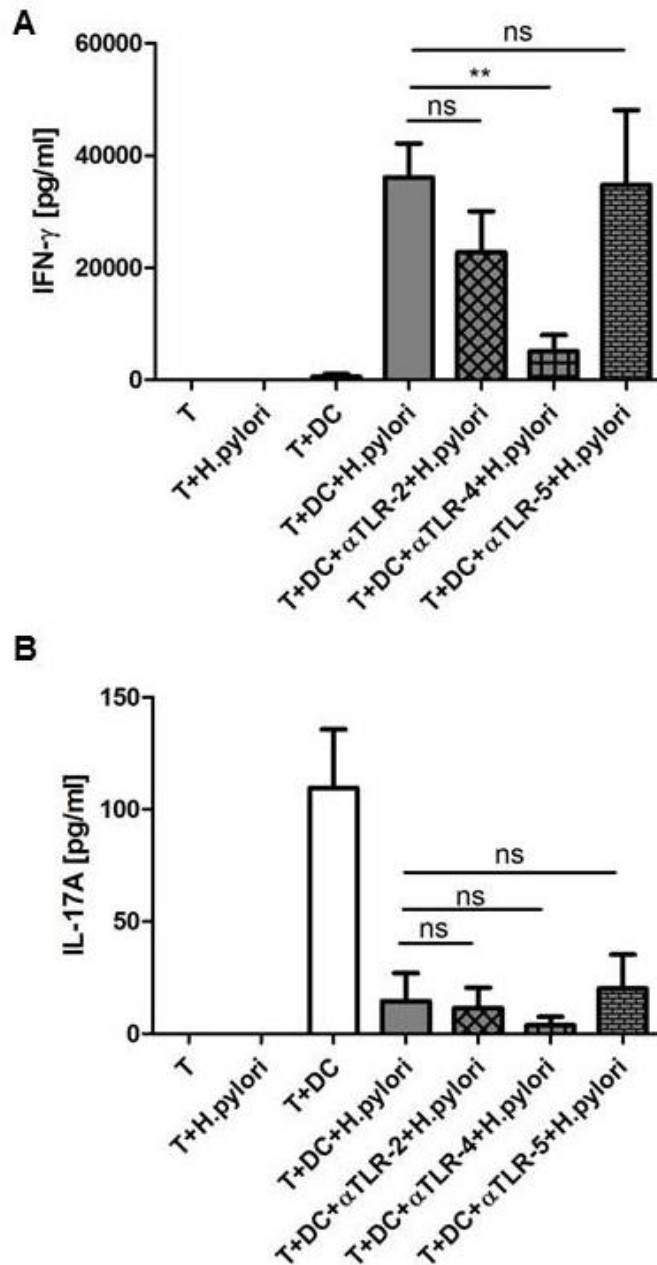 A
IFN-γ [pg/ml]
60000
40000
20000
0
ns
**
ns
T
T+H.pylori
T+DC
T+DC+H.pylori
T+DC+αTLR-2+H.pylori
T+DC+αTLR-4+H.pylori
T+DC+αTLR-5+H.pylori
B
IL-17A [pg/ml]
150
100
50
0
ns
ns
ns
T
T+H.pylori
T+DC
T+DC+H.pylori
T+DC+αTLR-2+H.pylori
T+DC+αTLR-4+H.pylori
T+DC+αTLR-5+H.pylori